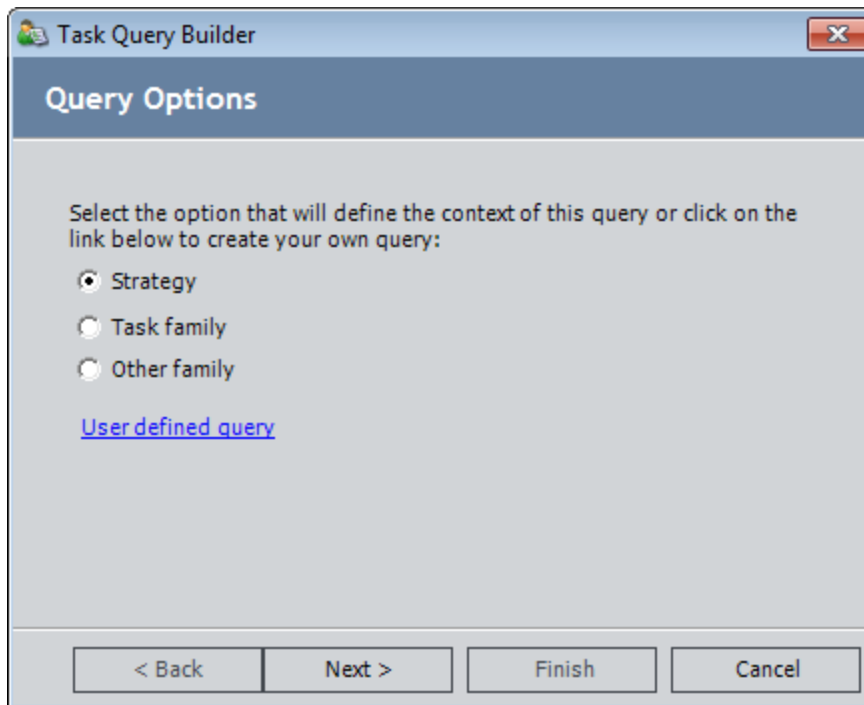 Task Query Builder
Query Options
Select the option that will define the context of this query or click on the
link below to create your own query:
Strategy
Task family
Other family
User defined query
< Back
Next >
Finish
Cancel